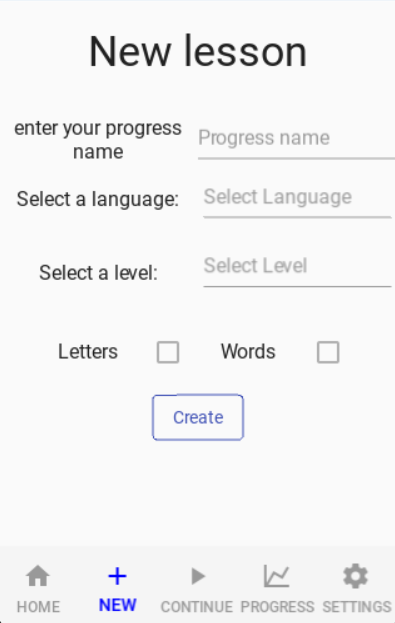 New lesson
enter your progress
name
Progress name
Select a language:
Select Language
Select a level:
Select Level
Letters
Words
Create
HOME
NEW
CONTINUE
PROGRESS
SETTINGS